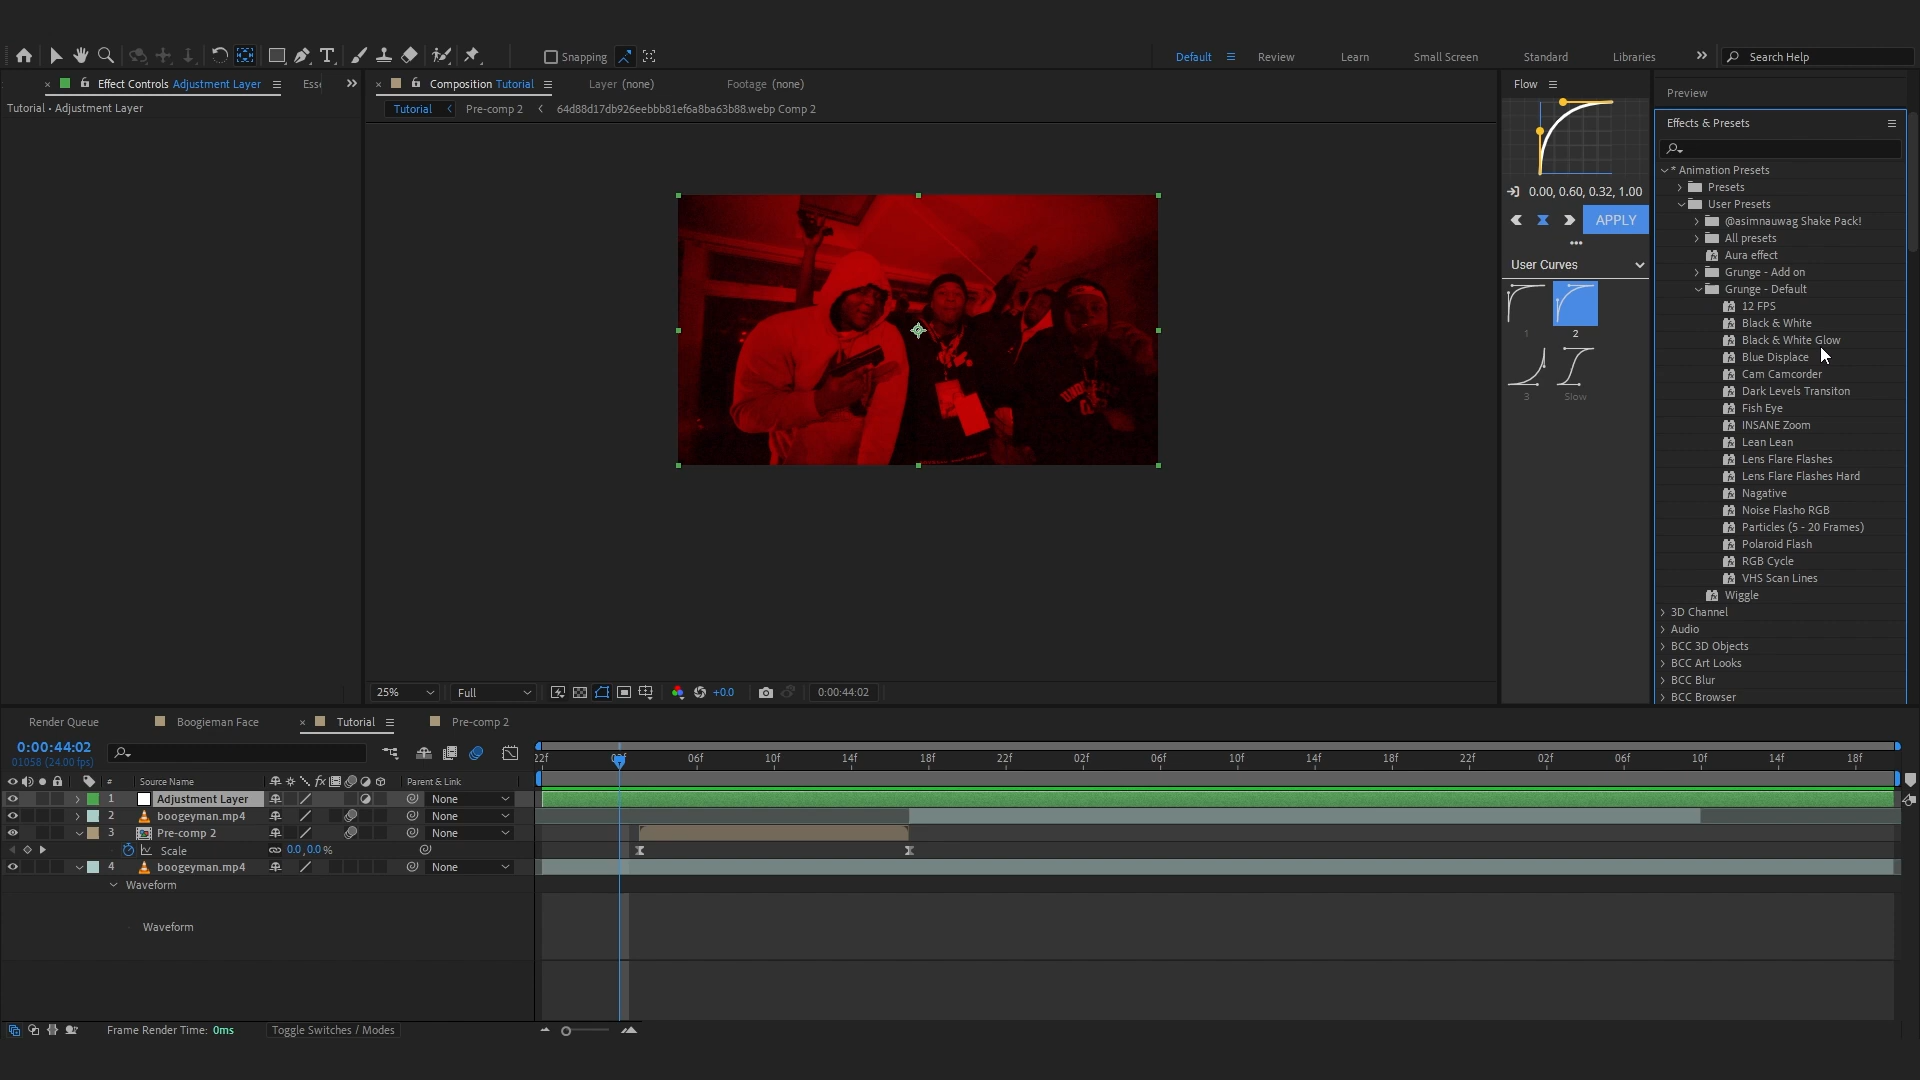 Snapping
Default
Review
Learn
Small Screen
Standard
Libraries
Search Help
Effect Controls Adjustment Layer
Esse
Composition Tutorial
Layer (none)
Footage (none)
Flow
Preview
Tutorial • Adjustment Layer
Tutorial
Pre-comp 2
64d88d17db926eebbb81ef6a8ba63b88.webp Comp 2
Effects & Presets
* Animation Presets
Presets
User Presets
@asimnauwag Shake Pack!
All presets
Aura effect
Grunge - Add on
Grunge - Default
12 FPS
Black & White
Black & White Glow
Blue Displace
Cam Camcorder
Dark Levels Transiton
Fish Eye
INSANE Zoom
Lean Lean
Lens Flare Flashes
Lens Flare Flashes Hard
Nagative
Noise Flasho RGB
Particles (5 - 20 Frames)
Polaroid Flash
RGB Cycle
VHS Scan Lines
Wiggle
3D Channel
Audio
BCC 3D Objects
BCC Art Looks
BCC Blur
BCC Browser
0.00, 0.60, 0.32, 1.00
APPLY
User Curves
1
2
3
Slow
25%
Full
+0.0
0:00:44:02
Render Queue
Boogieman Face
Tutorial
Pre-comp 2
0:00:44:02
01058 (24.00 fps)
22f
06f
10f
14f
18f
22f
02f
06f
10f
14f
18f
22f
02f
06f
10f
14f
18f
# Source Name
Parent & Link
1 Adjustment Layer None
2 boogeyman.mp4 None
3 Pre-comp 2 None
Scale 0.0,0.0 %
4 boogeyman.mp4 None
Waveform
Waveform
Frame Render Time: 0ms
Toggle Switches / Modes